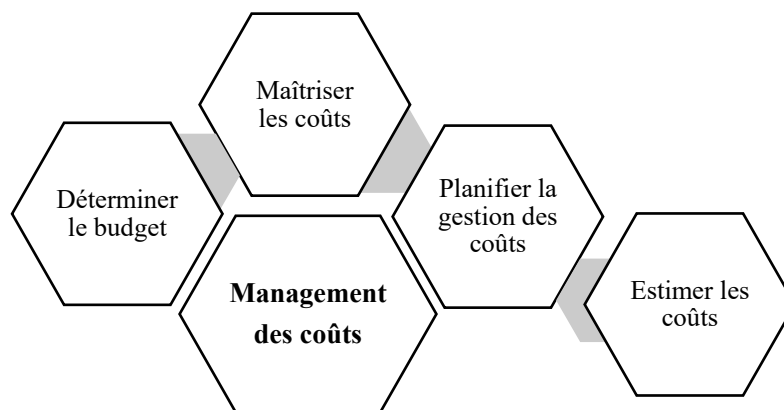 Maîtriser
les coûts
Déterminer
le budget
Planifier la
gestion des
coûts
Management
des coûts
Estimer les
coûts